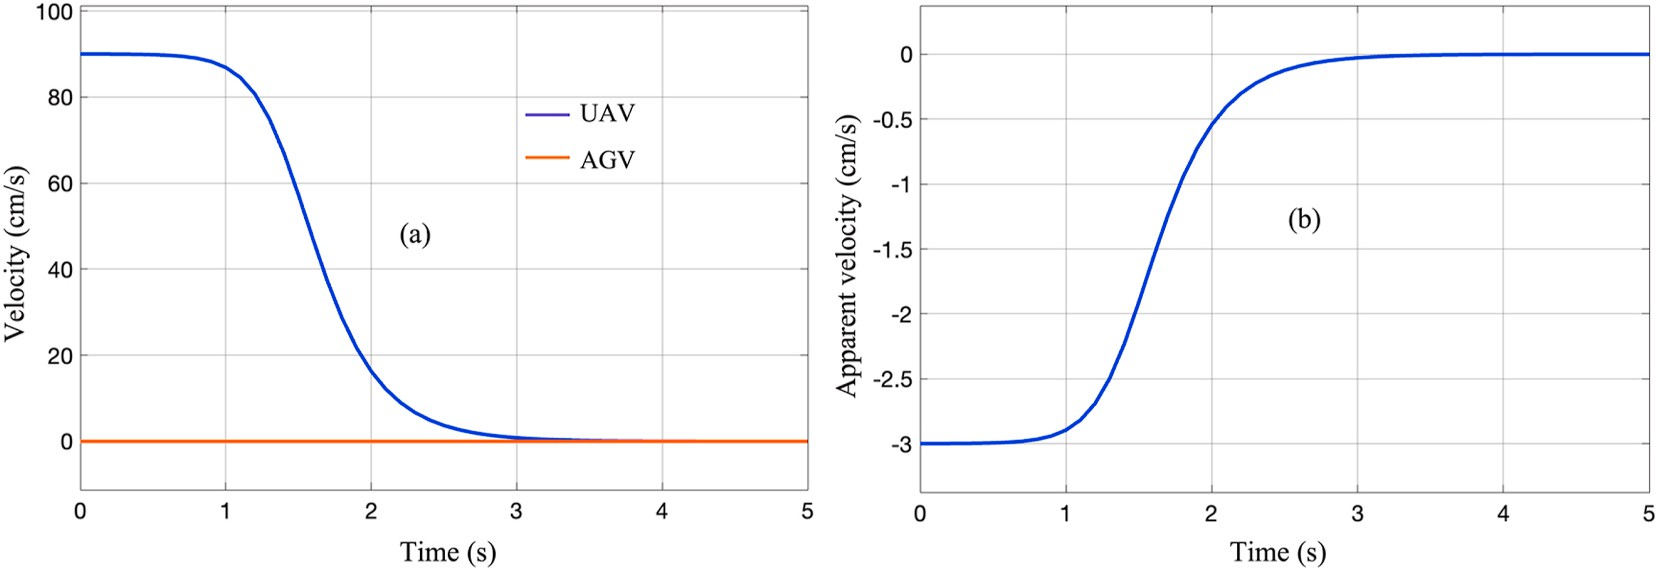 100
80
60
40
20
0
Velocity (cm/s)
UAV
AGV
(a)
0 1 2 3 4 5
Time (s)
0
-0.5
-1
-1.5
-2
-2.5
-3
Apparent velocity (cm/s)
(b)
0 1 2 3 4 5
Time (s)